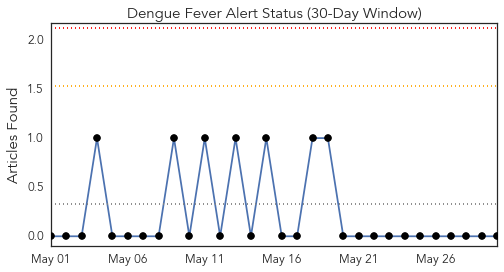 Dengue Fever Alert Status (30-Day Window)
Articles Found
2.0
1.5
1.0
0.5
0.0
May 01 May 06 May 11 May 16 May 21 May 26